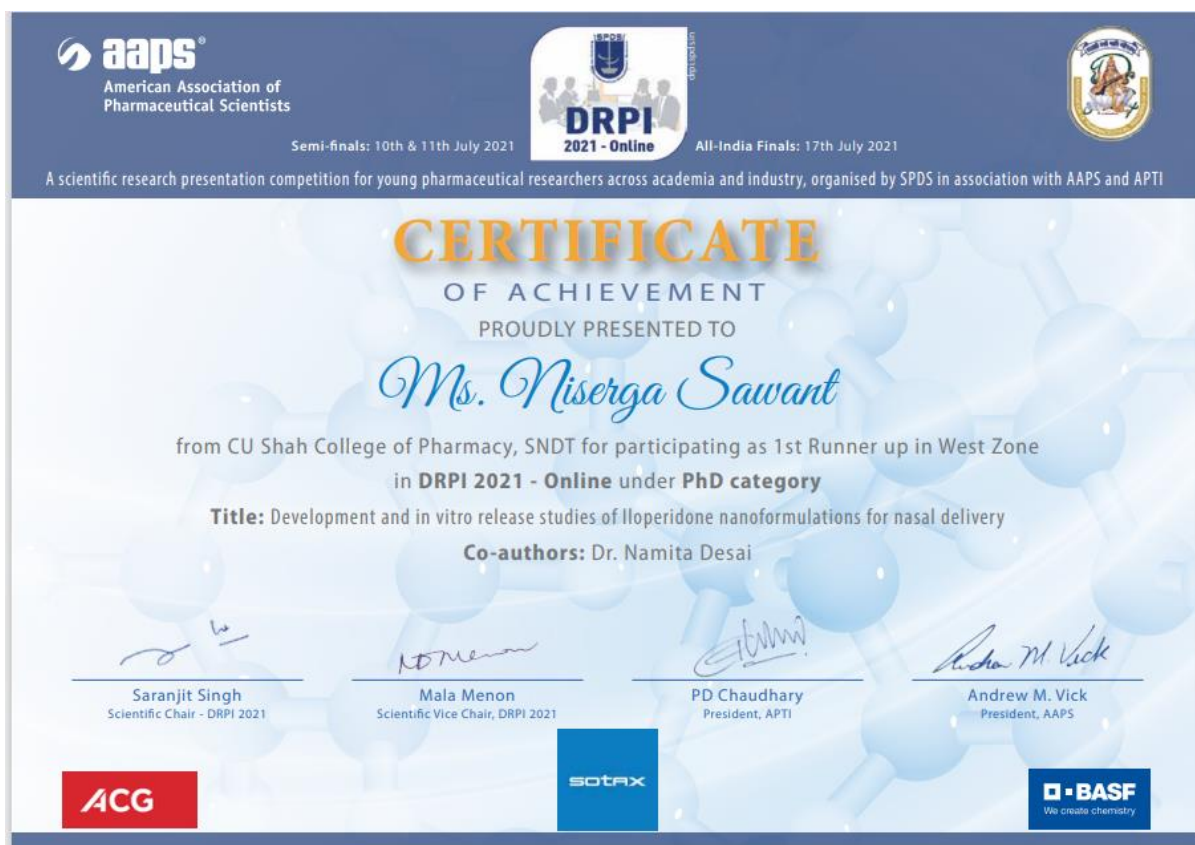 aaps®
American Association of
Pharmaceutical Scientists
SPDS
drpi.spds.in
DRPI
2021 - Online
Semi-finals: 10th & 11th July 2021
All-India Finals: 17th July 2021
A scientific research presentation competition for young pharmaceutical researchers across academia and industry, organised by SPDS in association with AAPS and APTI
CERTIFICATE
OF ACHIEVEMENT
PROUDLY PRESENTED TO
Ms. Niserga Sawant
from CU Shah College of Pharmacy, SNDT for participating as 1st Runner up in West Zone
in DRPI 2021 - Online under PhD category
Title: Development and in vitro release studies of Iloperidone nanoformulations for nasal delivery
Co-authors: Dr. Namita Desai
Saranjit Singh
Scientific Chair - DRPI 2021
Mala Menon
Scientific Vice Chair, DRPI 2021
PD Chaudhary
President, APTI
Andrew M. Vick
President, AAPS
ACG
SOTAX
BASF
We create chemistry